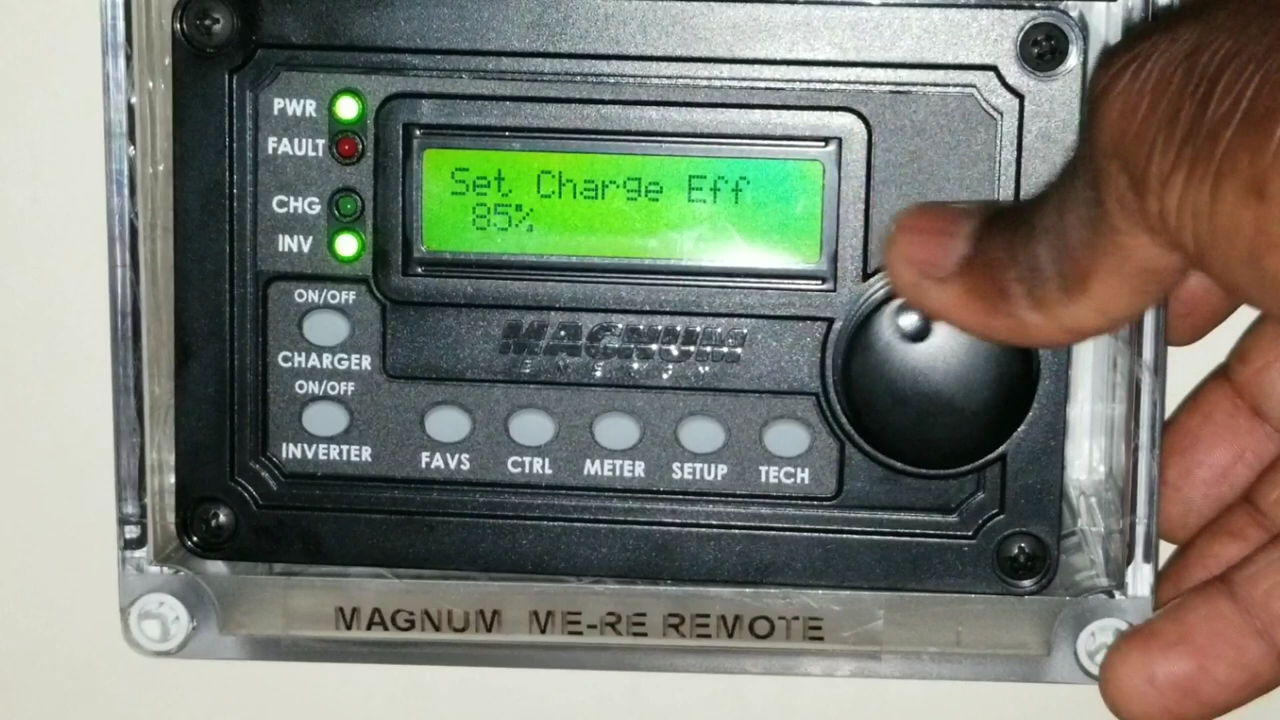 PWR
FAULT
CHG
INV
Set Charge Eff
85%
ON/OFF
CHARGER
ON/OFF
INVERTER
MAGNUM
ENERGY
FAVS
CTRL
METER
SETUP
TECH
MAGNUM ME-RE REMOTE